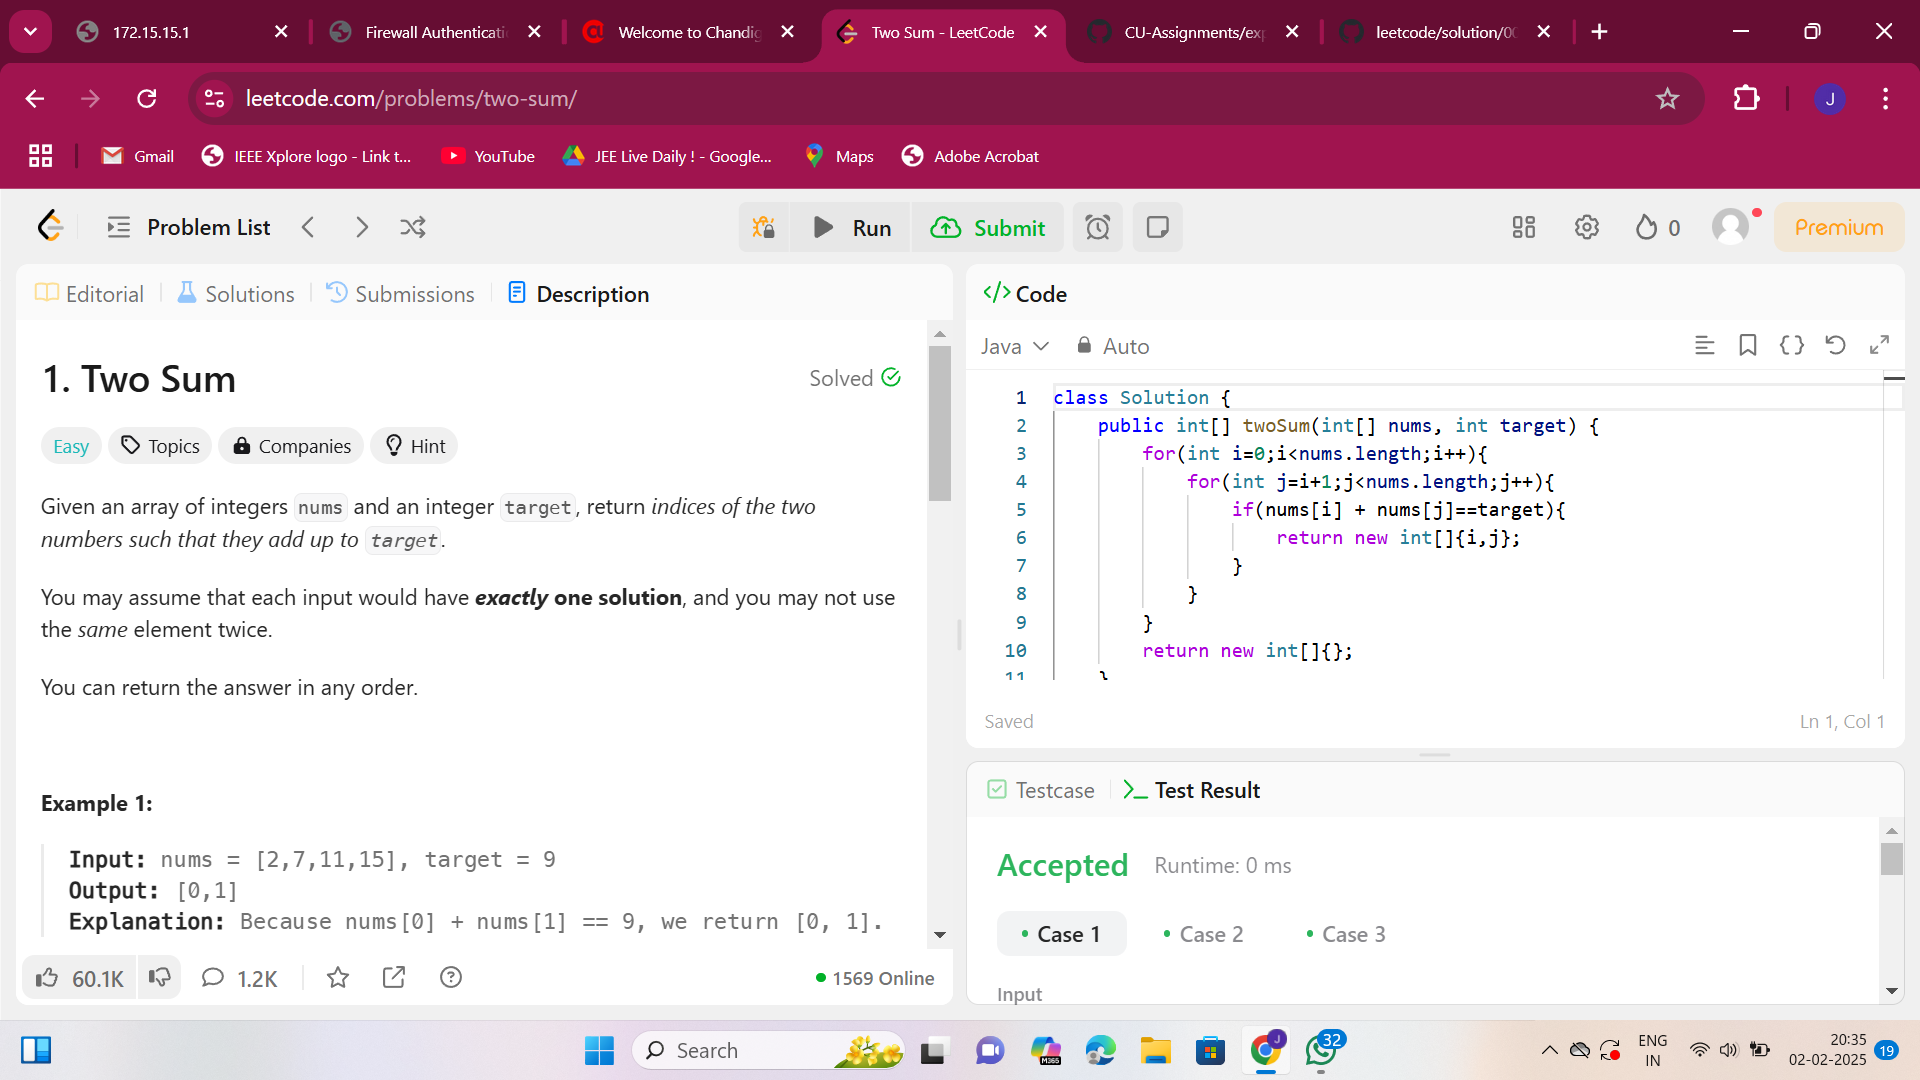 172.15.15.1
Firewall Authenticati
Welcome to Chandig
Two Sum - LeetCode
CU-Assignments/exp
leetcode/solution/00
leetcode.com/problems/two-sum/
J
Gmail
IEEE Xplore logo - Link t...
YouTube
JEE Live Daily ! - Google...
Maps
Adobe Acrobat
Problem List
Run
Submit
0
Premium
Editorial
Solutions
Submissions
Description
1. Two Sum
Solved
Easy
Topics
Companies
Hint
Given an array of integers nums and an integer target, return indices of the two
numbers such that they add up to target.
You may assume that each input would have exactly one solution, and you may not use
the same element twice.
You can return the answer in any order.
Example 1:
Input: nums = [2,7,11,15], target = 9
Output: [0,1]
Explanation: Because nums[0] + nums[1] == 9, we return [0, 1].
60.1K
1.2K
1569 Online
</> Code
Java
Auto
1 class Solution {
2 public int[] twoSum(int[] nums, int target) {
3 for(int i=0;i<nums.length;i++){
4 for(int j=i+1;j<nums.length;j++){
5 if(nums[i] + nums[j]==target){
6 return new int[]{i,j};
7 }
8 }
9 }
10 return new int[]{};
11 }
Saved
Ln 1, Col 1
Testcase
Test Result
Accepted
Runtime: 0 ms
Case 1
Case 2
Case 3
Input
Search
M365
J
32
ENG
IN
20:35
02-02-2025
19